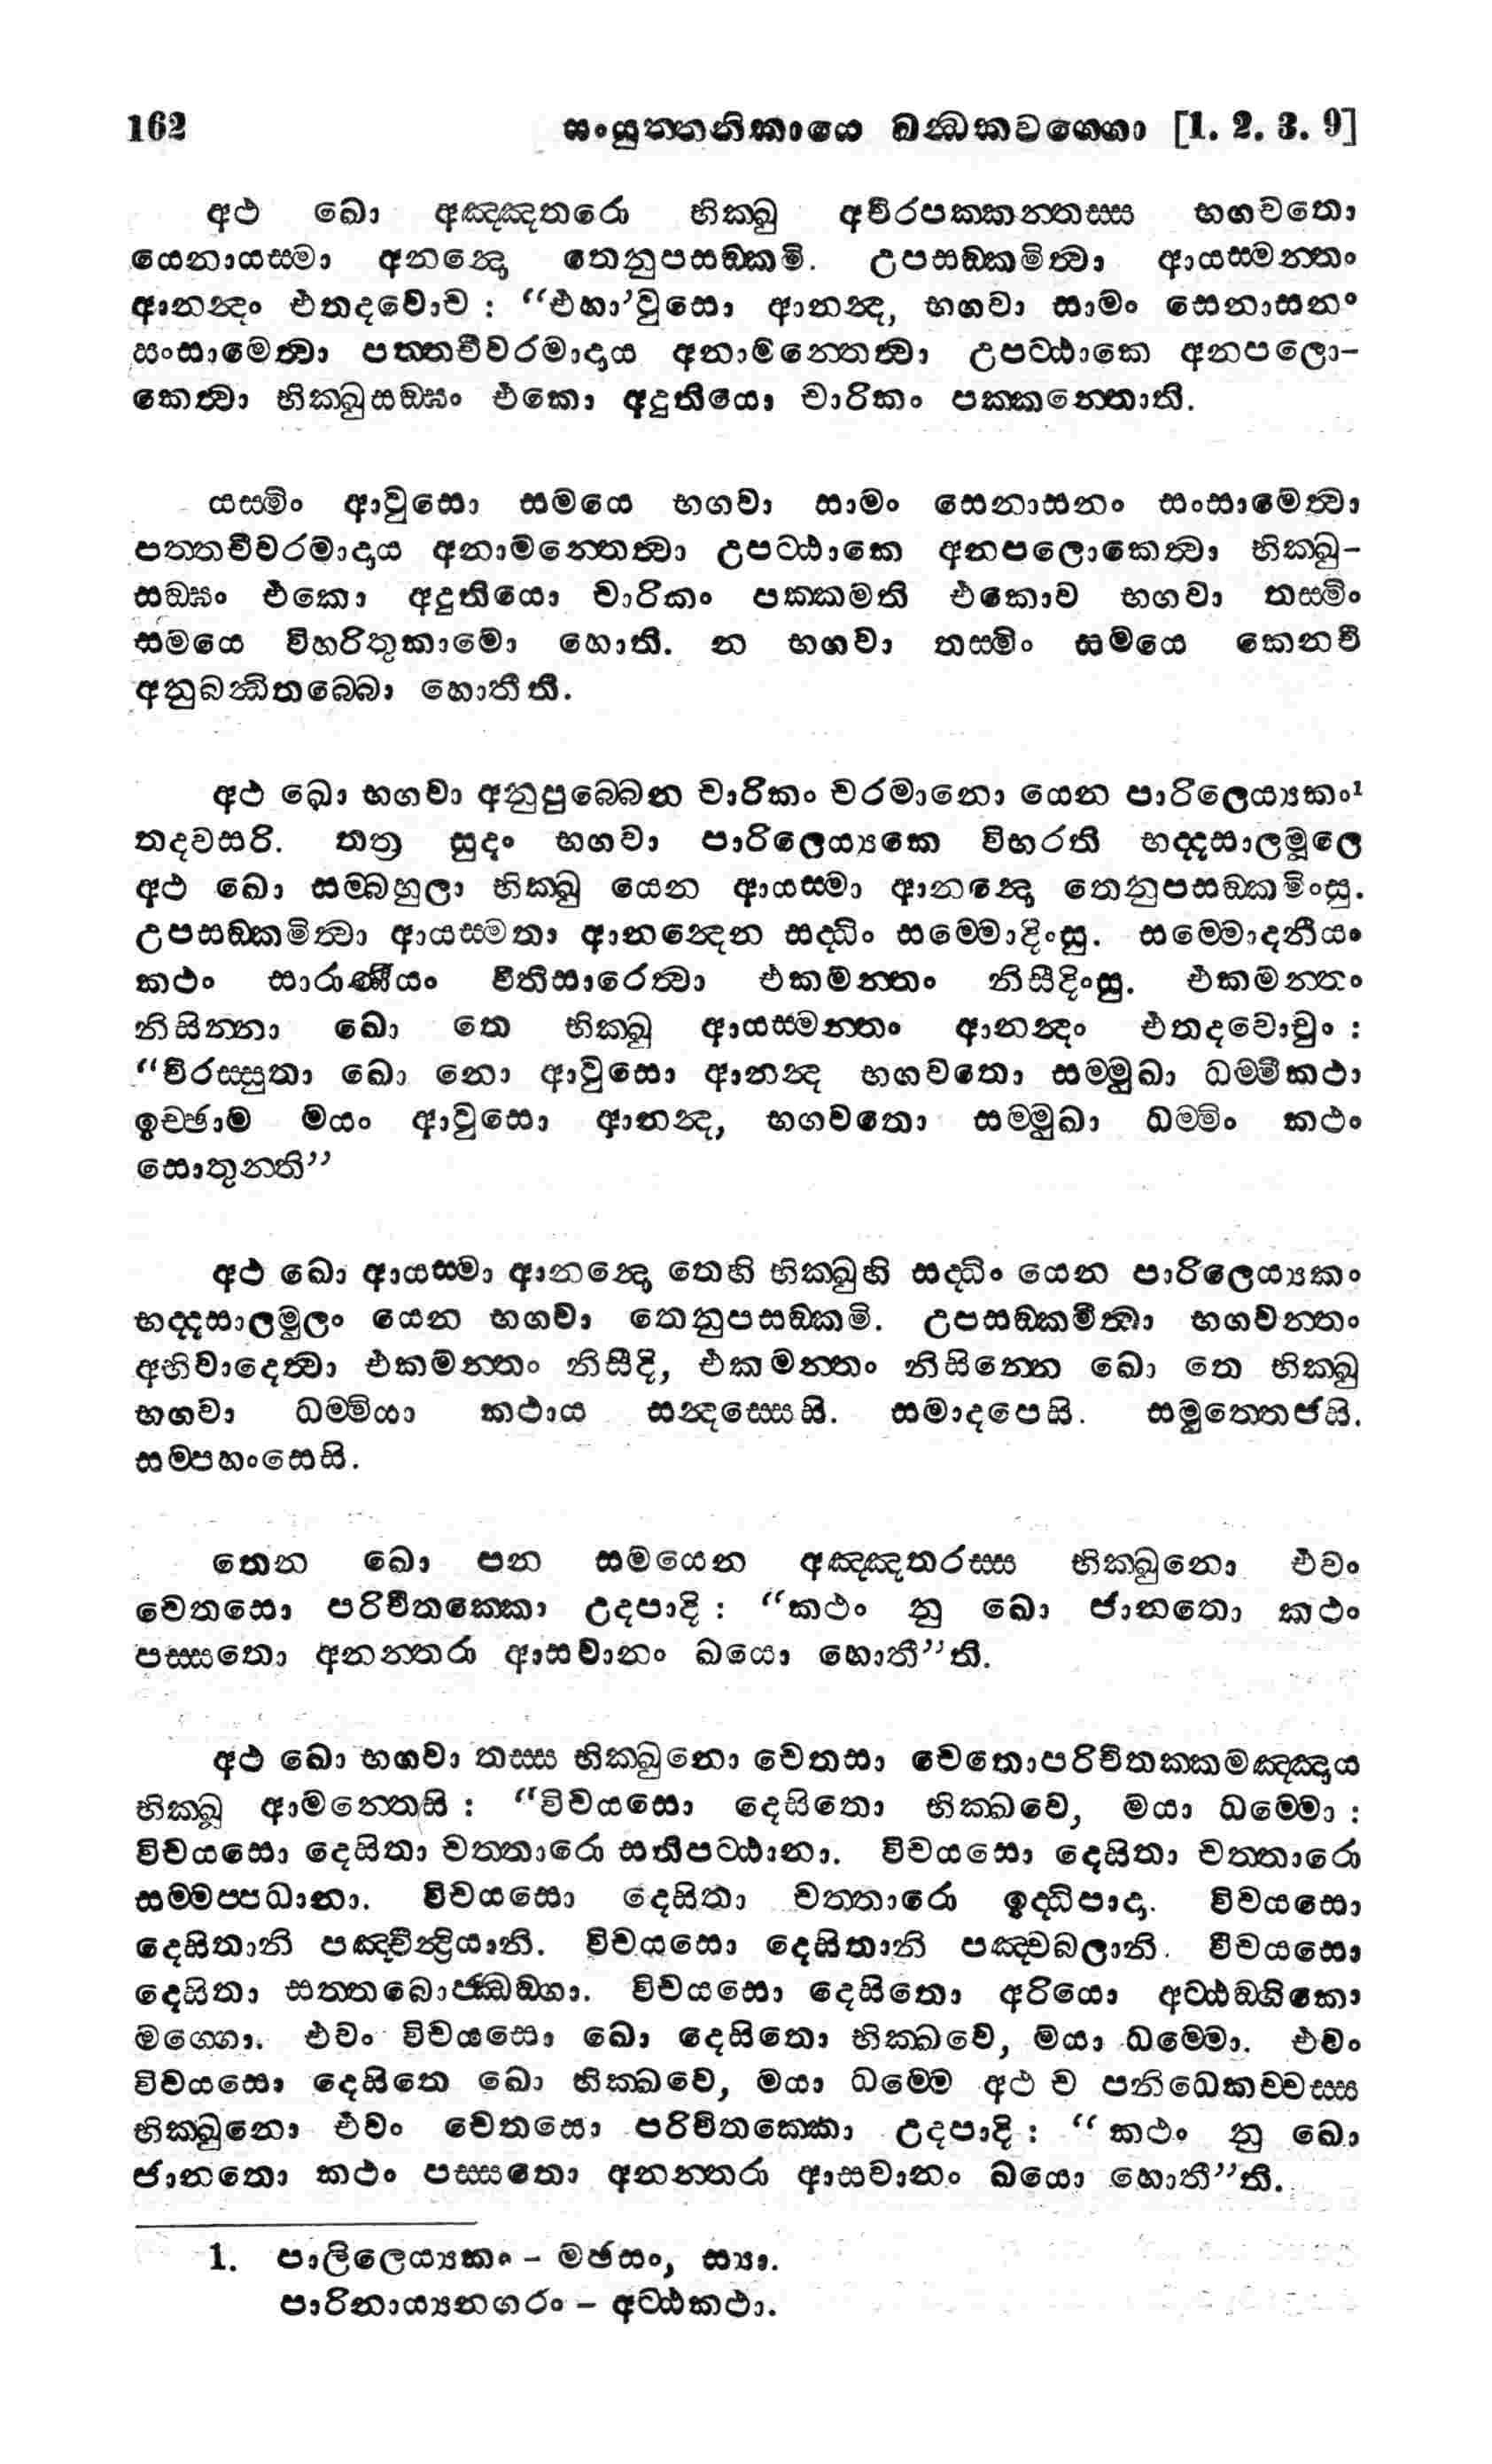 162 සංයුත්තනිකායෙ ඛන්ධකවග්ගො [1. 2. 3. 9]
අථ ඛො අඤ්ඤතරො භික්ඛු අචිරපක්කන්තස්ස භගවතො
යෙනායස්මා අනන්දො තෙනුපසඞ්කමි. උපසඞ්කමිත්වා ආයස්මන්තං
ආනන්දං එතදවොච : “එහා’වුසො ආනන්ද, භගවා සාමං සෙනාසනං
සංසාමෙත්වා පත්තචීවරමාදාය අනාමන්තෙත්වා උපට්ඨාකෙ අනපලො-
කෙත්වා භික්ඛුසඞ්ඝං එකො අදුතියො චාරිකං පක්කන්තොති.
යස්මිං ආවුසො සමයෙ භගවා සාමං සෙනාසනං සංසාමෙත්වා
පත්තචීවරමාදාය අනාමන්තෙත්වා උපට්ඨාකෙ අනපලොකෙත්වා භික්ඛු-
සඞ්ඝං එකො අදුතියො චාරිකං පක්කමති එකොව භගවා තස්මිං
සමයෙ විහරිතුකාමො හොති. න භගවා තස්මිං සමයෙ කෙනචි
අනුබන්ධිතබ්බො හොතීති.
අථ ඛො භගවා අනුපුබ්බෙන චාරිකං චරමානො යෙන පාරිලෙය්‍යකං¹
තදවසරි. තත්‍ර සුදං භගවා පාරිලෙය්‍යකෙ විහරති භද්දසාලමූලෙ
අථ ඛො සම්බහුලා භික්ඛු යෙන ආයස්මා ආනන්දො තෙනුපසඞ්කමිංසු.
උපසඞ්කමිත්වා ආයස්මතා ආනන්දෙන සද්ධිං සම්මොදිංසු. සම්මොදනීයං
කථං සාරාණීයං වීතිසාරෙත්වා එකමන්තං නිසීදිංසු. එකමන්තං
නිසින්නා ඛො තෙ භික්ඛූ ආයස්මන්තං ආනන්දං එතදවොචුං :
“චිරස්සුතා ඛො නො ආවුසො ආනන්ද භගවතො සම්මුඛා ධම්මීකථා
ඉච්ඡාම මයං ආවුසො ආනන්ද, භගවතො සම්මුඛා ධම්මිං කථං
සොතුන්ති”
අථ ඛො ආයස්මා ආනන්දො තෙහි භික්ඛුහි සද්ධිං යෙන පාරිලෙය්‍යකං
භද්දසාලමුලං යෙන භගවා තෙනුපසඞ්කමි. උපසඞ්කමිත්වා භගවන්තං
අභිවාදෙත්වා එකමන්තං නිසීදි, එකමන්තං නිසින්නෙ ඛො තෙ භික්ඛු
භගවා ධම්මියා කථාය සන්දස්සෙසි. සමාදපෙසි. සමුත්තෙජසි.
සම්පහංසෙසි.
තෙන ඛො පන සමයෙන අඤ්ඤතරස්ස භික්ඛුනො එවං
චෙතසො පරිවිතක්කො උදපාදි : “කථං නු ඛො ජානතො කථං
පස්සතො අනන්තරා ආසවානං ඛයො හොතී”ති.
අථ ඛො භගවා තස්ස භික්ඛුනො චෙතසා චෙතොපරිවිතක්කමඤ්ඤාය
භික්ඛූ ආමන්තෙසි : “විචයසො දෙසිතො භික්ඛවෙ, මයා ධම්මො :
විචයසො දෙසිතා චත්තාරො සතිපට්ඨානා. විචයසො දෙසිතා චත්තාරො
සම්මප්පධානා. විචයසො දෙසිතා චත්තාරො ඉද්ධිපාදා. විචයසො
දෙසිතානි පඤ්චින්ද්‍රියානි. විචයසො දෙසිතානි පඤ්චබලානි. විචයසො
දෙසිතා සත්තබොජ්ඣඞ්ගා. විචයසො දෙසිතො අරියො අට්ඨඞ්ගිකො
මග්ගො. එවං විචයසො ඛො දෙසිතො භික්ඛවෙ, මයා ධම්මො. එවං
විචයසො දෙසිතෙ ඛො භික්ඛවෙ, මයා ධම්මෙ අථ ච පනිධෙකච්චස්ස
භික්ඛුනො එවං චෙතසො පරිවිතක්කො උදපාදි : “කථං නු ඛො
ජානතො කථං පස්සතො අනන්තරා ආසවානං ඛයො හොතී”ති.
1. පාලිලෙය්‍යකං – මඡසං, ස්‍යා.
පාරිනාය්‍යනගරං – අට්ඨකථා.